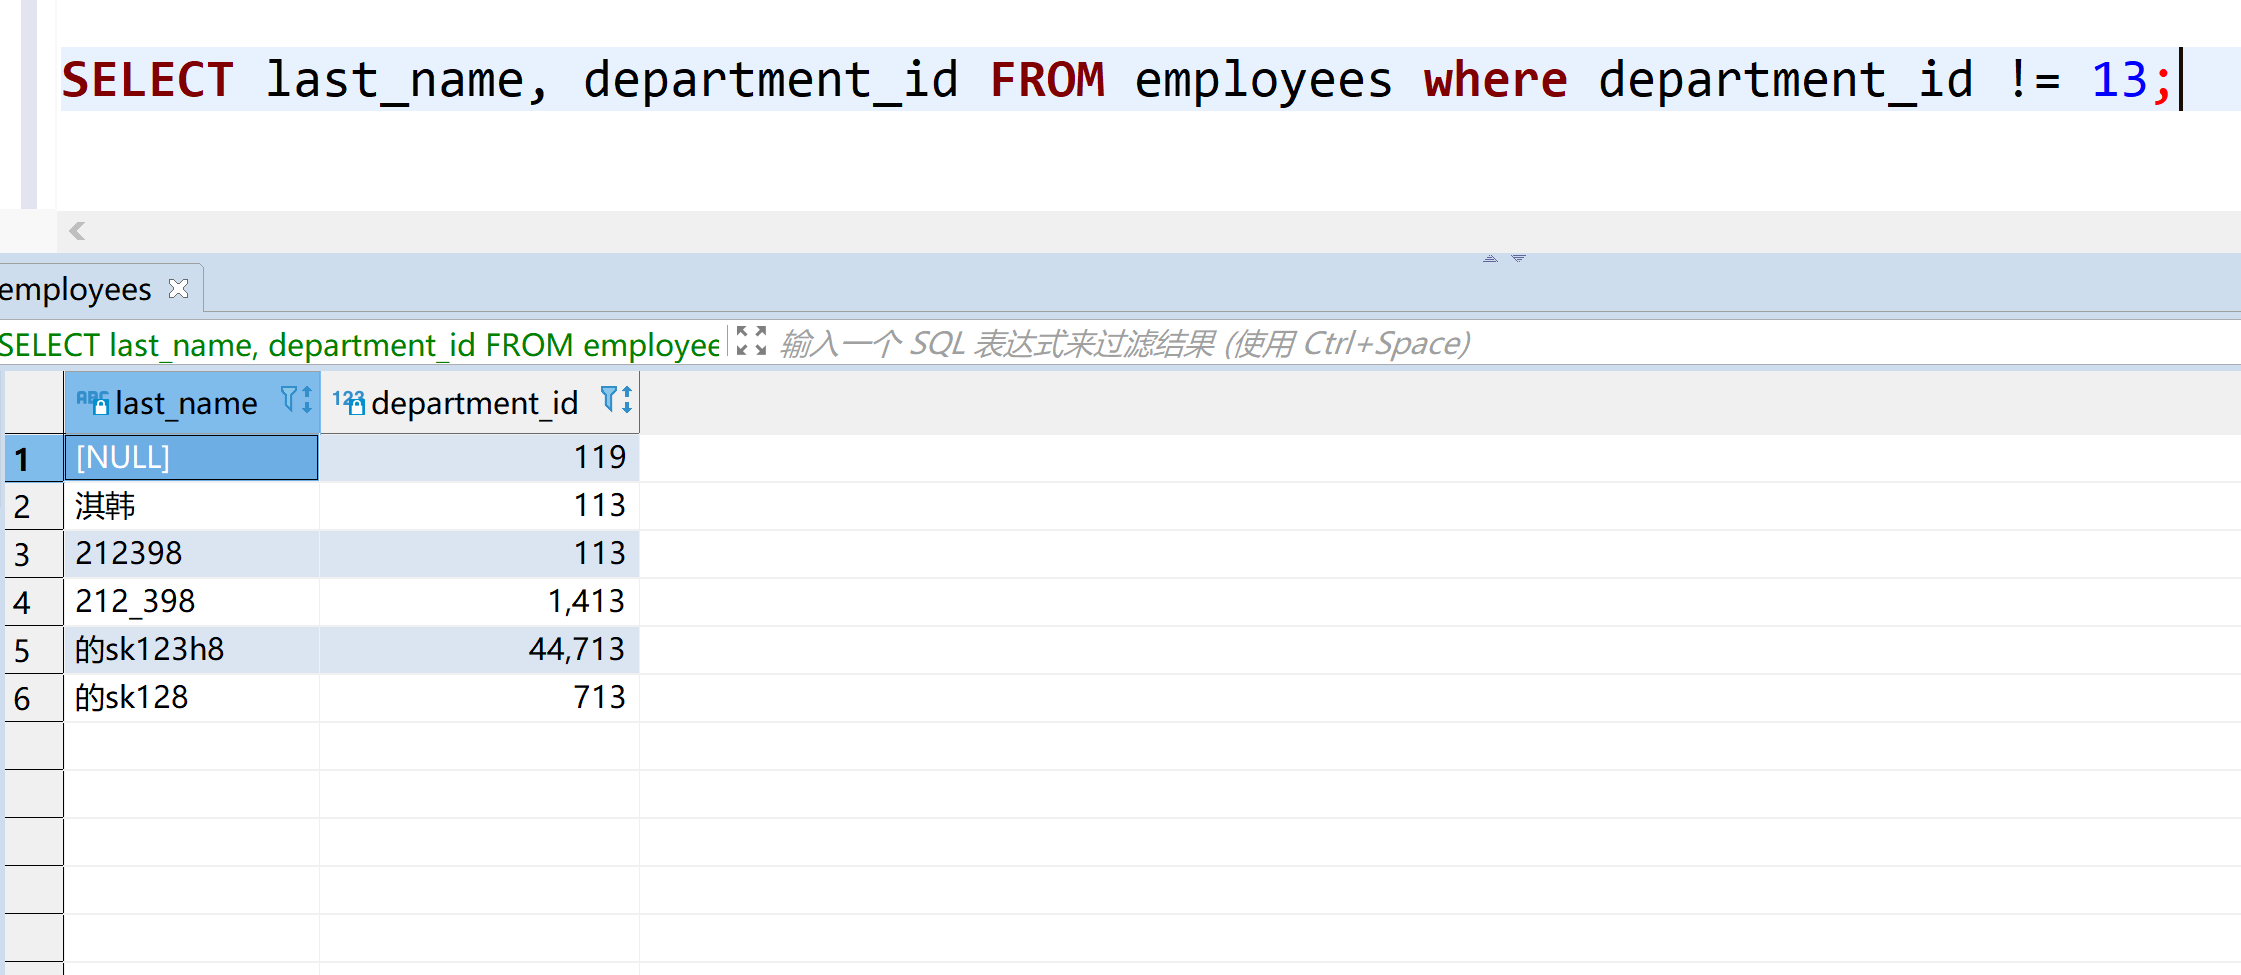 SELECT last_name, department_id FROM employees where department_id != 13;
employees
SELECT last_name, department_id FROM employee 输入一个 SQL 表达式来过滤结果 (使用 Ctrl+Space)
ABC last_name 123 department_id
1 [NULL] 119
2 淇韩 113
3 212398 113
4 212_398 1,413
5 的sk123h8 44,713
6 的sk128 713